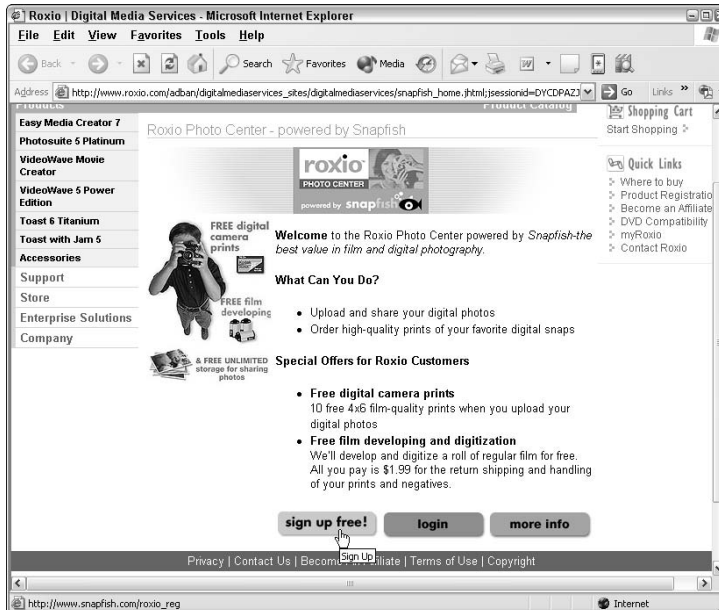 Roxio | Digital Media Services - Microsoft Internet Explorer
File Edit View Favorites Tools Help
Back Search Favorites Media
Address http://www.roxio.com/adban/digitalmediaservices_sites/digitalmediaservices/snapfish_home.jhtml;jsessionid=DYCDPAZJ Go Links »
Products
Product Catalog
Easy Media Creator 7
Photosuite 5 Platinum
VideoWave Movie
Creator
VideoWave 5 Power
Edition
Toast 6 Titanium
Toast with Jam 5
Accessories
Support
Store
Enterprise Solutions
Company
Roxio Photo Center - powered by Snapfish
roxio
PHOTO CENTER
powered by snapfish
FREE digital
camera
prints
FREE film
developing
& FREE UNLIMITED
storage for sharing
photos
Welcome to the Roxio Photo Center powered by Snapfish-the
best value in film and digital photography.
What Can You Do?
• Upload and share your digital photos
• Order high-quality prints of your favorite digital snaps
Special Offers for Roxio Customers
• Free digital camera prints
10 free 4x6 film-quality prints when you upload your
digital photos
• Free film developing and digitization
We'll develop and digitize a roll of regular film for free.
All you pay is $1.99 for the return shipping and handling
of your prints and negatives.
sign up free! login more info
Sign Up
Shopping Cart
Start Shopping
Quick Links
Where to buy
Product Registratio
Become an Affiliate
DVD Compatibility
myRoxio
Contact Roxio
Privacy | Contact Us | Become An Affiliate | Terms of Use | Copyright
http://www.snapfish.com/roxio_reg Internet